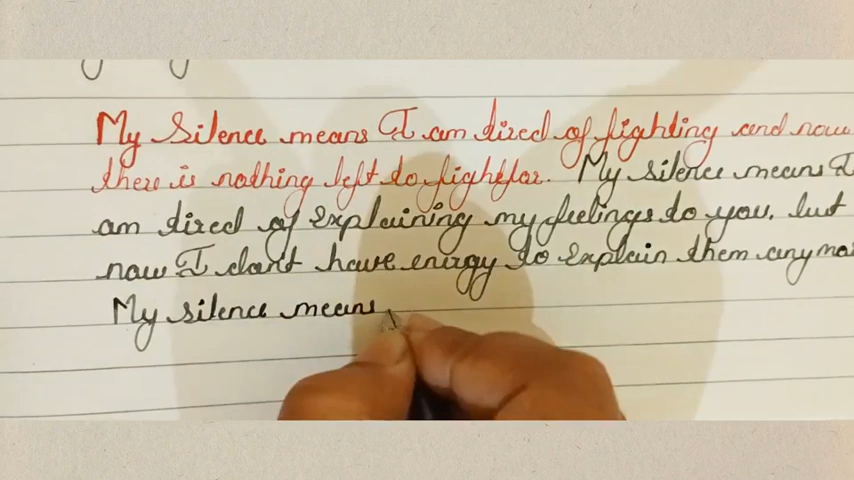 My Silence means I am tired of fighting and now
there is nothing left to fight for. My silence means I
am tired of explaining my feelings to you, but
now I don't have energy to explain them any mo
My silence means